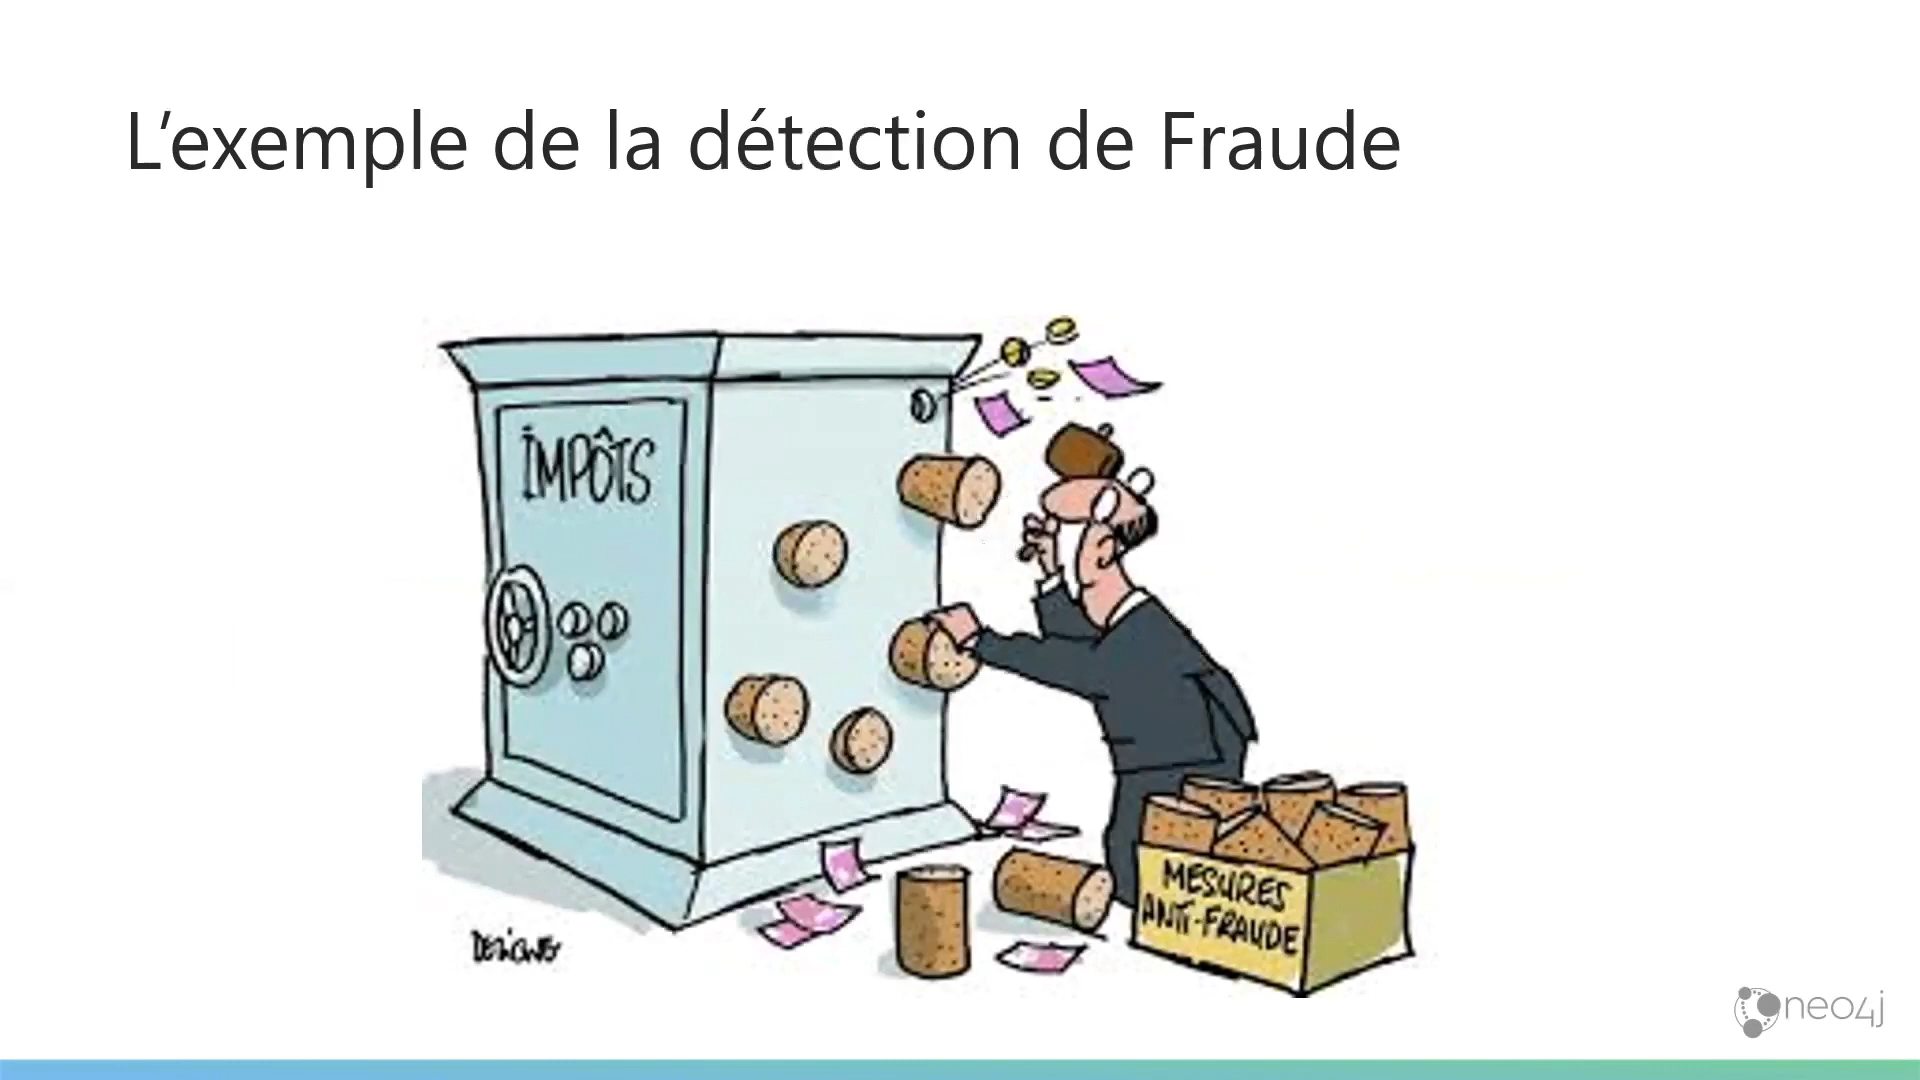 L’exemple de la détection de Fraude
IMPÔTS
MESURES
ANTI-FRAUDE
neo4j